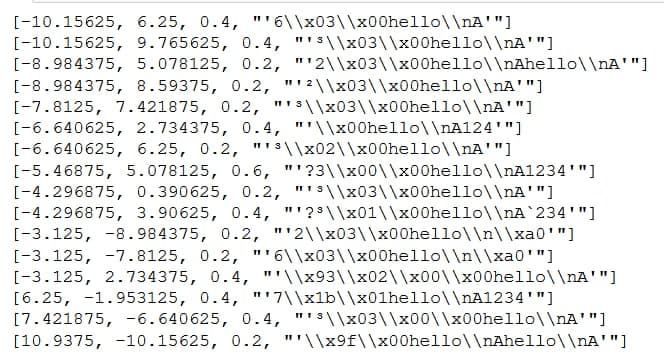 [-10.15625, 6.25, 0.4, "'6\\x03\\x00hello\\nA'"]
[-10.15625, 9.765625, 0.4, "'³\\x03\\x00hello\\nA'"]
[-8.984375, 5.078125, 0.2, "'2\\x03\\x00hello\\nAhello\\nA'"]
[-8.984375, 8.59375, 0.2, "'²\\x03\\x00hello\\nA'"]
[-7.8125, 7.421875, 0.2, "'³\\x03\\x00hello\\nA'"]
[-6.640625, 2.734375, 0.4, "'\\x00hello\\nA124'"]
[-6.640625, 6.25, 0.2, "'³\\x02\\x00hello\\nA'"]
[-5.46875, 5.078125, 0.6, "'?3\\x00\\x00hello\\nA1234'"]
[-4.296875, 0.390625, 0.2, "'³\\x03\\x00hello\\nA'"]
[-4.296875, 3.90625, 0.4, "'?³\\x01\\x00hello\\nA`234'"]
[-3.125, -8.984375, 0.2, "'2\\x03\\x00hello\\n\\xa0'"]
[-3.125, -7.8125, 0.2, "'6\\x03\\x00hello\\n\\xa0'"]
[-3.125, 2.734375, 0.4, "'\\x93\\x02\\x00\\x00hello\\nA'"]
[6.25, -1.953125, 0.4, "'7\\x1b\\x01hello\\nA1234'"]
[7.421875, -6.640625, 0.4, "'³\\x03\\x00\\x00hello\\nA'"]
[10.9375, -10.15625, 0.2, "'\\x9f\\x00hello\\nAhello\\nA'"]